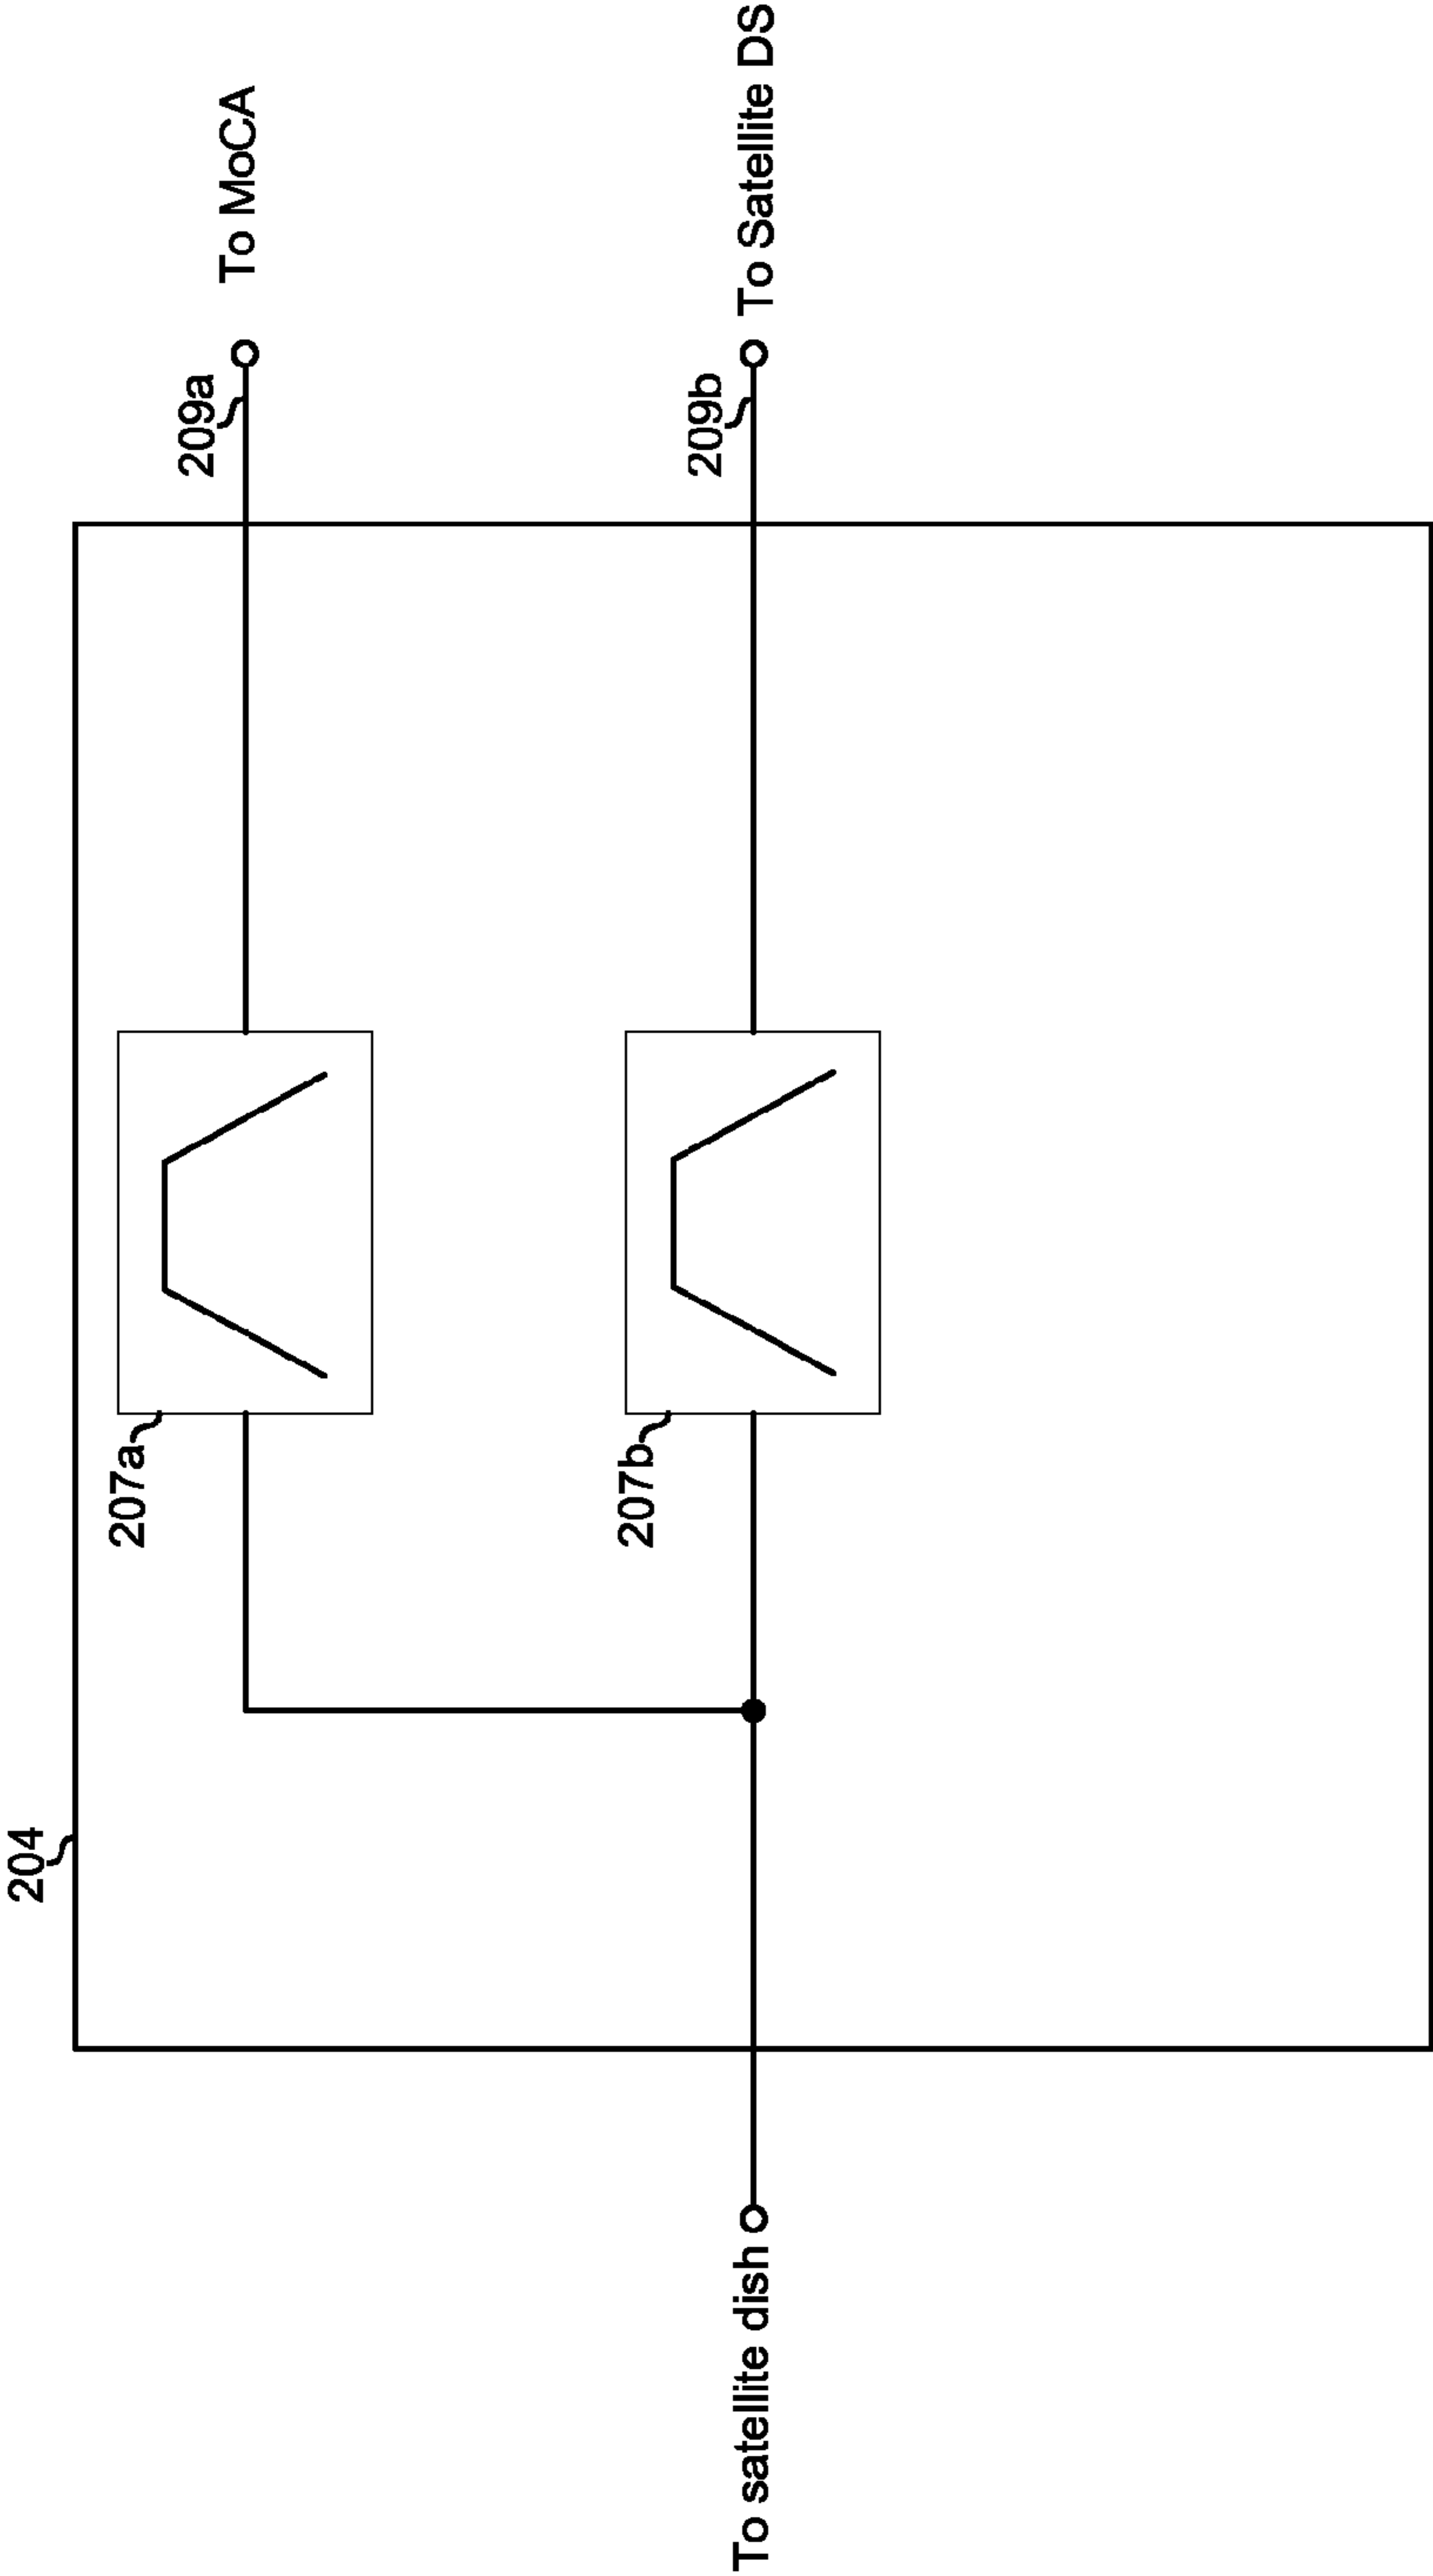 204
207a
209a
To MoCA
207b
209b
To satellite dish
To Satellite DS